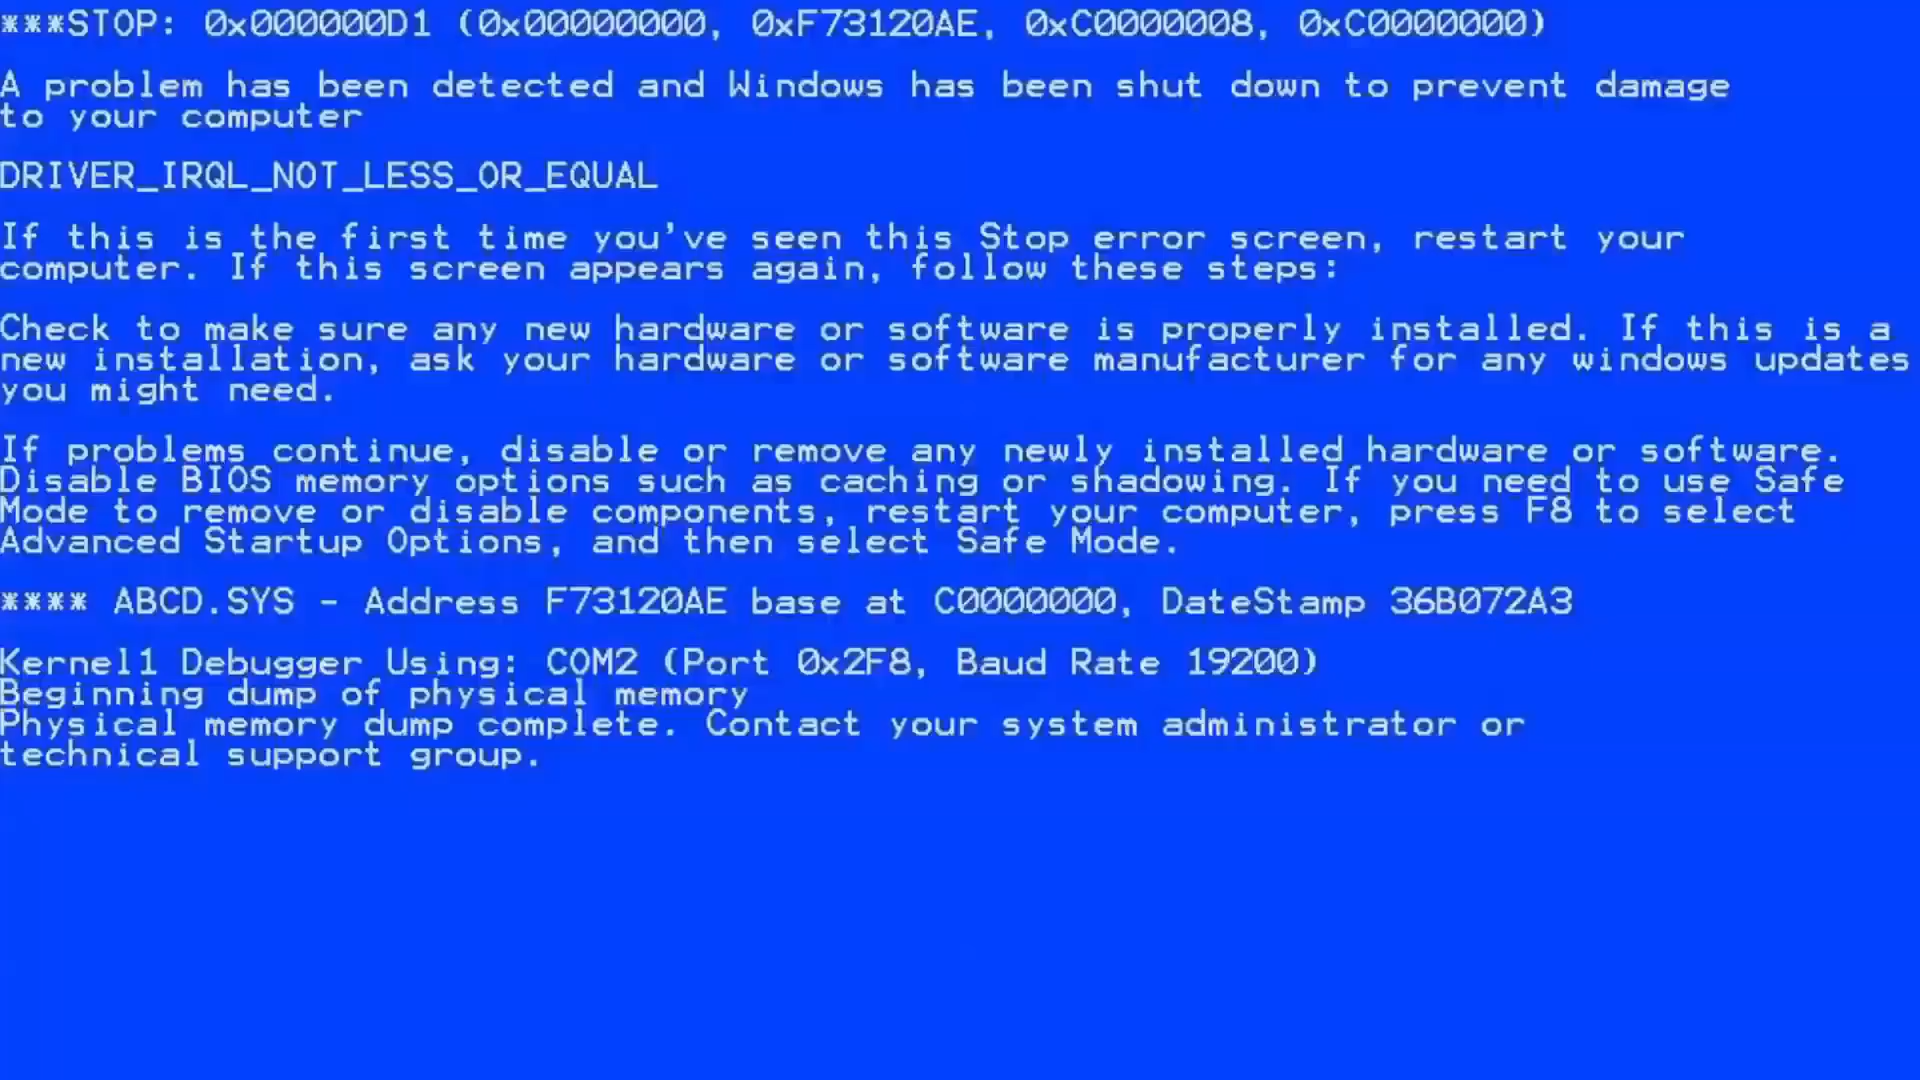 ***STOP: 0x000000D1 (0x00000000, 0xF73120AE, 0xC0000008, 0xC0000000)
A problem has been detected and Windows has been shut down to prevent damage
to your computer
DRIVER_IRQL_NOT_LESS_OR_EQUAL
If this is the first time you've seen this Stop error screen, restart your
computer. If this screen appears again, follow these steps:
Check to make sure any new hardware or software is properly installed. If this is a
new installation, ask your hardware or software manufacturer for any windows updates
you might need.
If problems continue, disable or remove any newly installed hardware or software.
Disable BIOS memory options such as caching or shadowing. If you need to use Safe
Mode to remove or disable components, restart your computer, press F8 to select
Advanced Startup Options, and then select Safe Mode.
**** ABCD.SYS - Address F73120AE base at C0000000, DateStamp 36B072A3
Kernel1 Debugger Using: COM2 (Port 0x2F8, Baud Rate 19200)
Beginning dump of physical memory
Physical memory dump complete. Contact your system administrator or
technical support group.